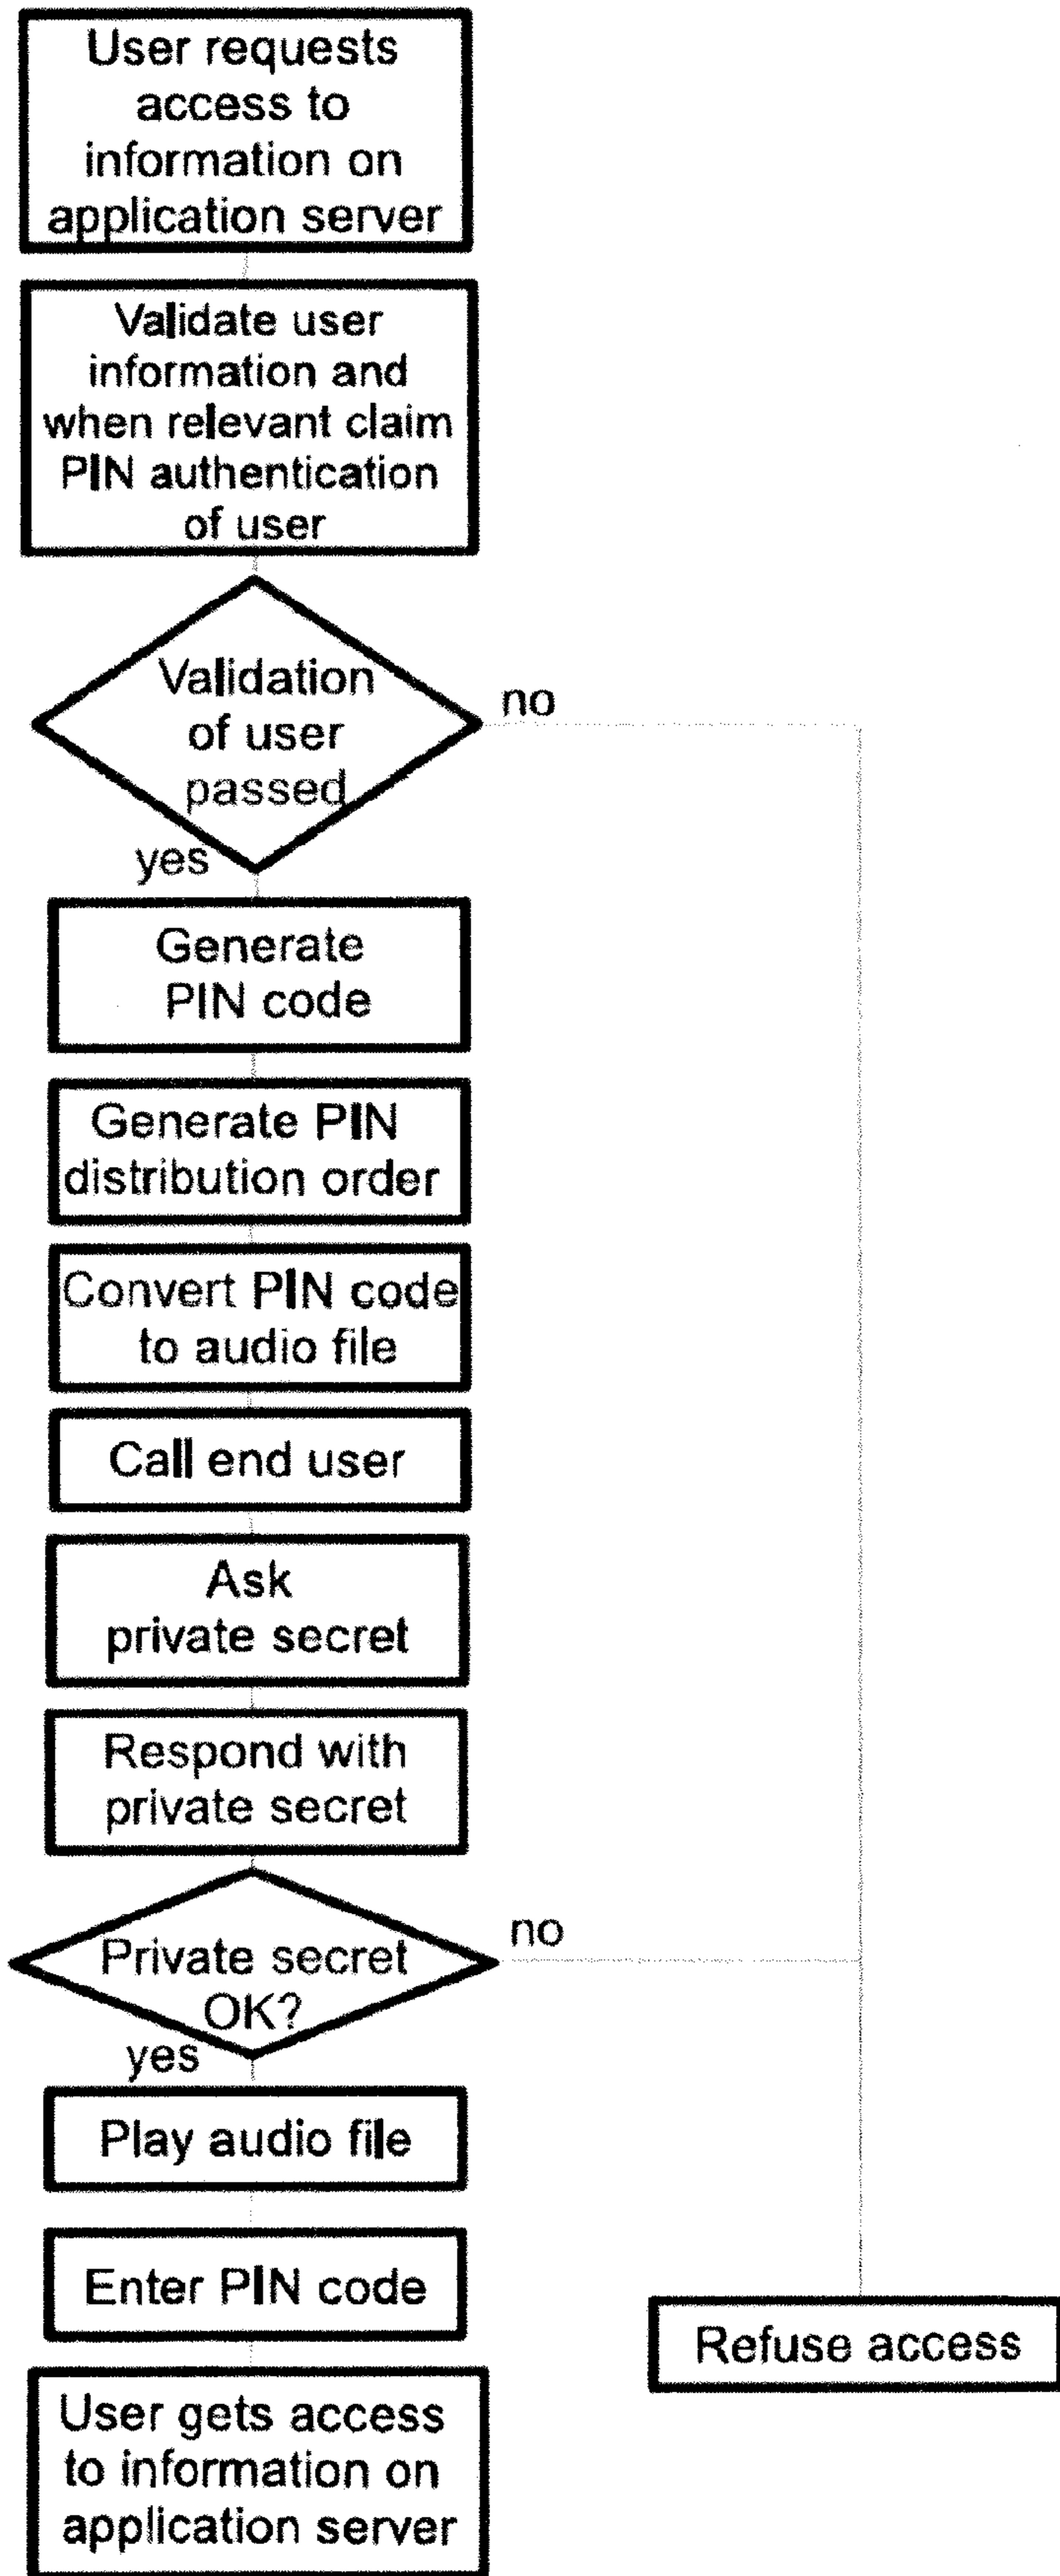 User requests
access to
information on
application server
Validate user
information and
when relevant claim
PIN authentication
of user
Validation
of user
passed
no
yes
Generate
PIN code
Generate PIN
distribution order
Convert PIN code
to audio file
Call end user
Ask
private secret
Respond with
private secret
Private secret
OK?
no
yes
Play audio file
Enter PIN code
Refuse access
User gets access
to information on
application server